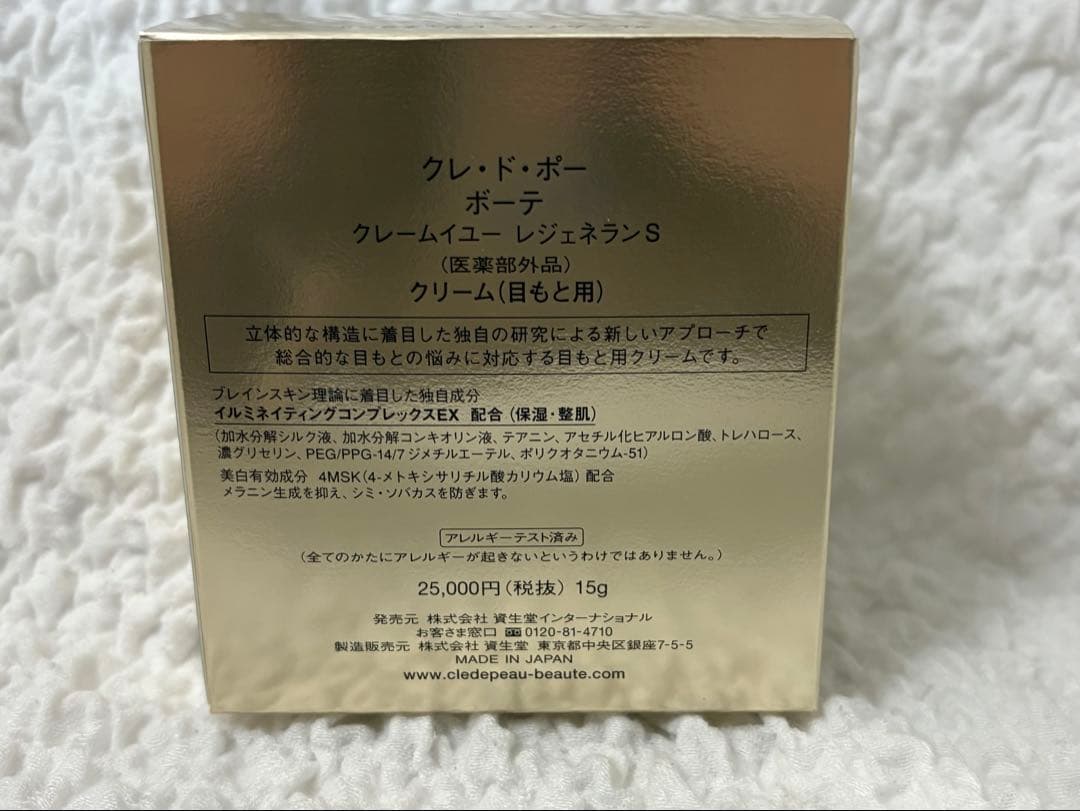 クレ・ド・ポー
ボーテ
クレームイユー レジェネランS
(医薬部外品)
クリーム(目もと用)
立体的な構造に着目した独自の研究による新しいアプローチで
総合的な目もとの悩みに対応する目もと用クリームです。
ブレインスキン理論に着目した独自成分
イルミネイティングコンプレックスEX 配合(保湿・整肌)
(加水分解シルク液、加水分解コンキオリン液、テアニン、アセチル化ヒアルロン酸、トレハロース、
濃グリセリン、PEG/PPG-14/7ジメチルエーテル、ポリクオタニウム-51)
美白有効成分 4MSK(4-メトキシサリチル酸カリウム塩)配合
メラニン生成を抑え、シミ・ソバカスを防ぎます。
アレルギーテスト済み
(全てのかたにアレルギーが起きないというわけではありません。)
25,000円(税抜) 15g
発売元 株式会社 資生堂インターナショナル
お客さま窓口 0120-81-4710
製造販売元 株式会社 資生堂 東京都中央区銀座7-5-5
MADE IN JAPAN
www.cledepeau-beaute.com